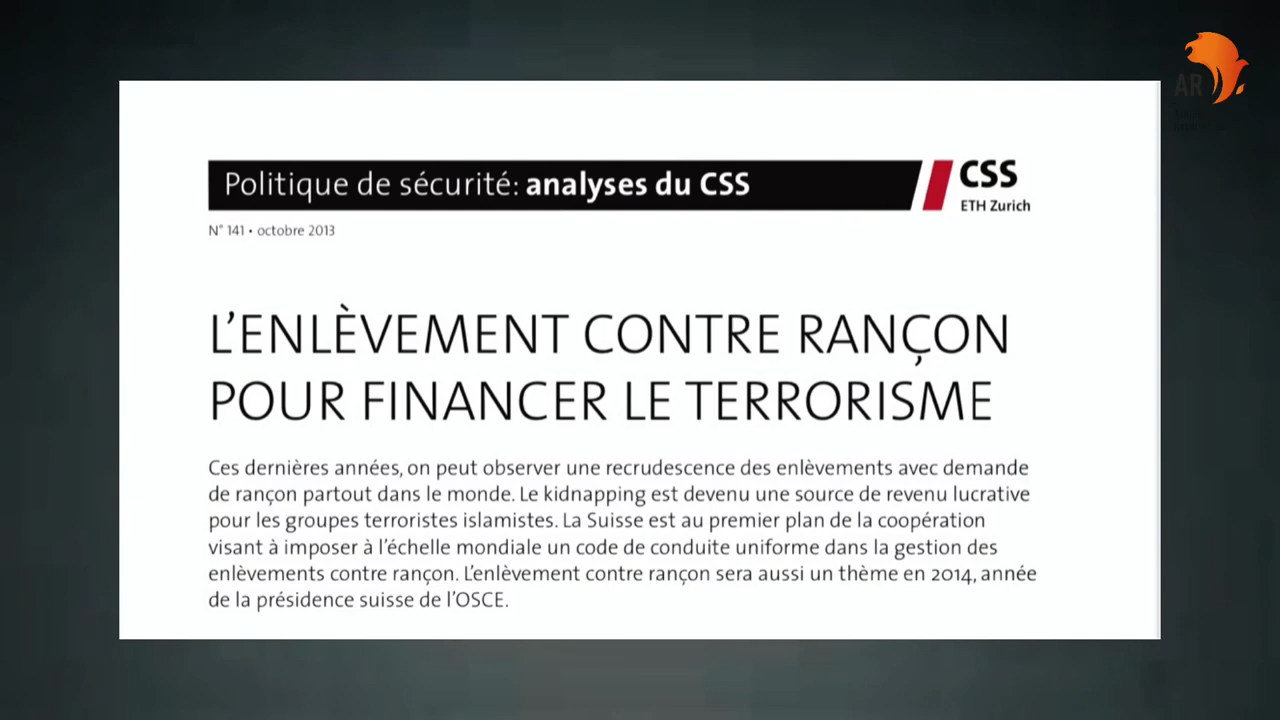 AR
Politique de sécurité: analyses du CSS
CSS
ETH Zurich
N° 141 • octobre 2013
L’ENLÈVEMENT CONTRE RANÇON
POUR FINANCER LE TERRORISME
Ces dernières années, on peut observer une recrudescence des enlèvements avec demande
de rançon partout dans le monde. Le kidnapping est devenu une source de revenu lucrative
pour les groupes terroristes islamistes. La Suisse est au premier plan de la coopération
visant à imposer à l’échelle mondiale un code de conduite uniforme dans la gestion des
enlèvements contre rançon. L’enlèvement contre rançon sera aussi un thème en 2014, année
de la présidence suisse de l’OSCE.